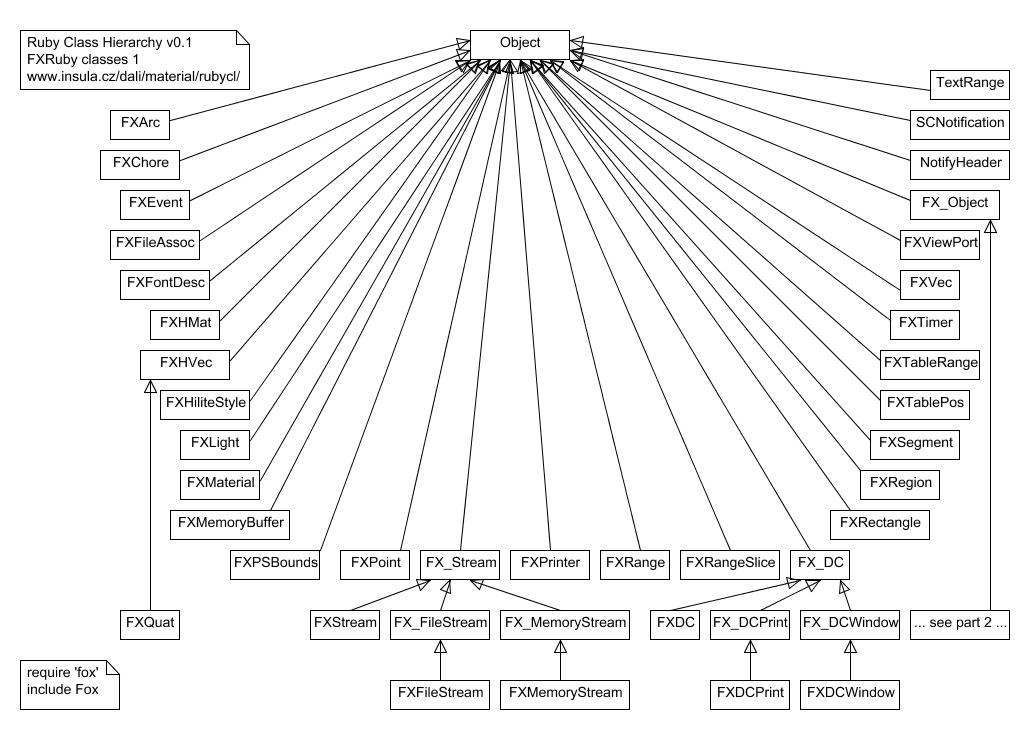 Ruby Class Hierarchy v0.1
FXRuby classes 1
www.insula.cz/dali/material/rubycl/
Object
TextRange
FXArc
SCNotification
FXChore
NotifyHeader
FXEvent
FX_Object
FXFileAssoc
FXViewPort
FXFontDesc
FXVec
FXHMat
FXTimer
FXHVec
FXTableRange
FXHiliteStyle
FXTablePos
FXLight
FXSegment
FXMaterial
FXRegion
FXMemoryBuffer
FXRectangle
FXPSBounds
FXPoint
FX_Stream
FXPrinter
FXRange
FXRangeSlice
FX_DC
FXQuat
FXStream
FX_FileStream
FX_MemoryStream
FXDC
FX_DCPrint
FX_DCWindow
... see part 2 ...
require 'fox'
include Fox
FXFileStream
FXMemoryStream
FXDCPrint
FXDCWindow